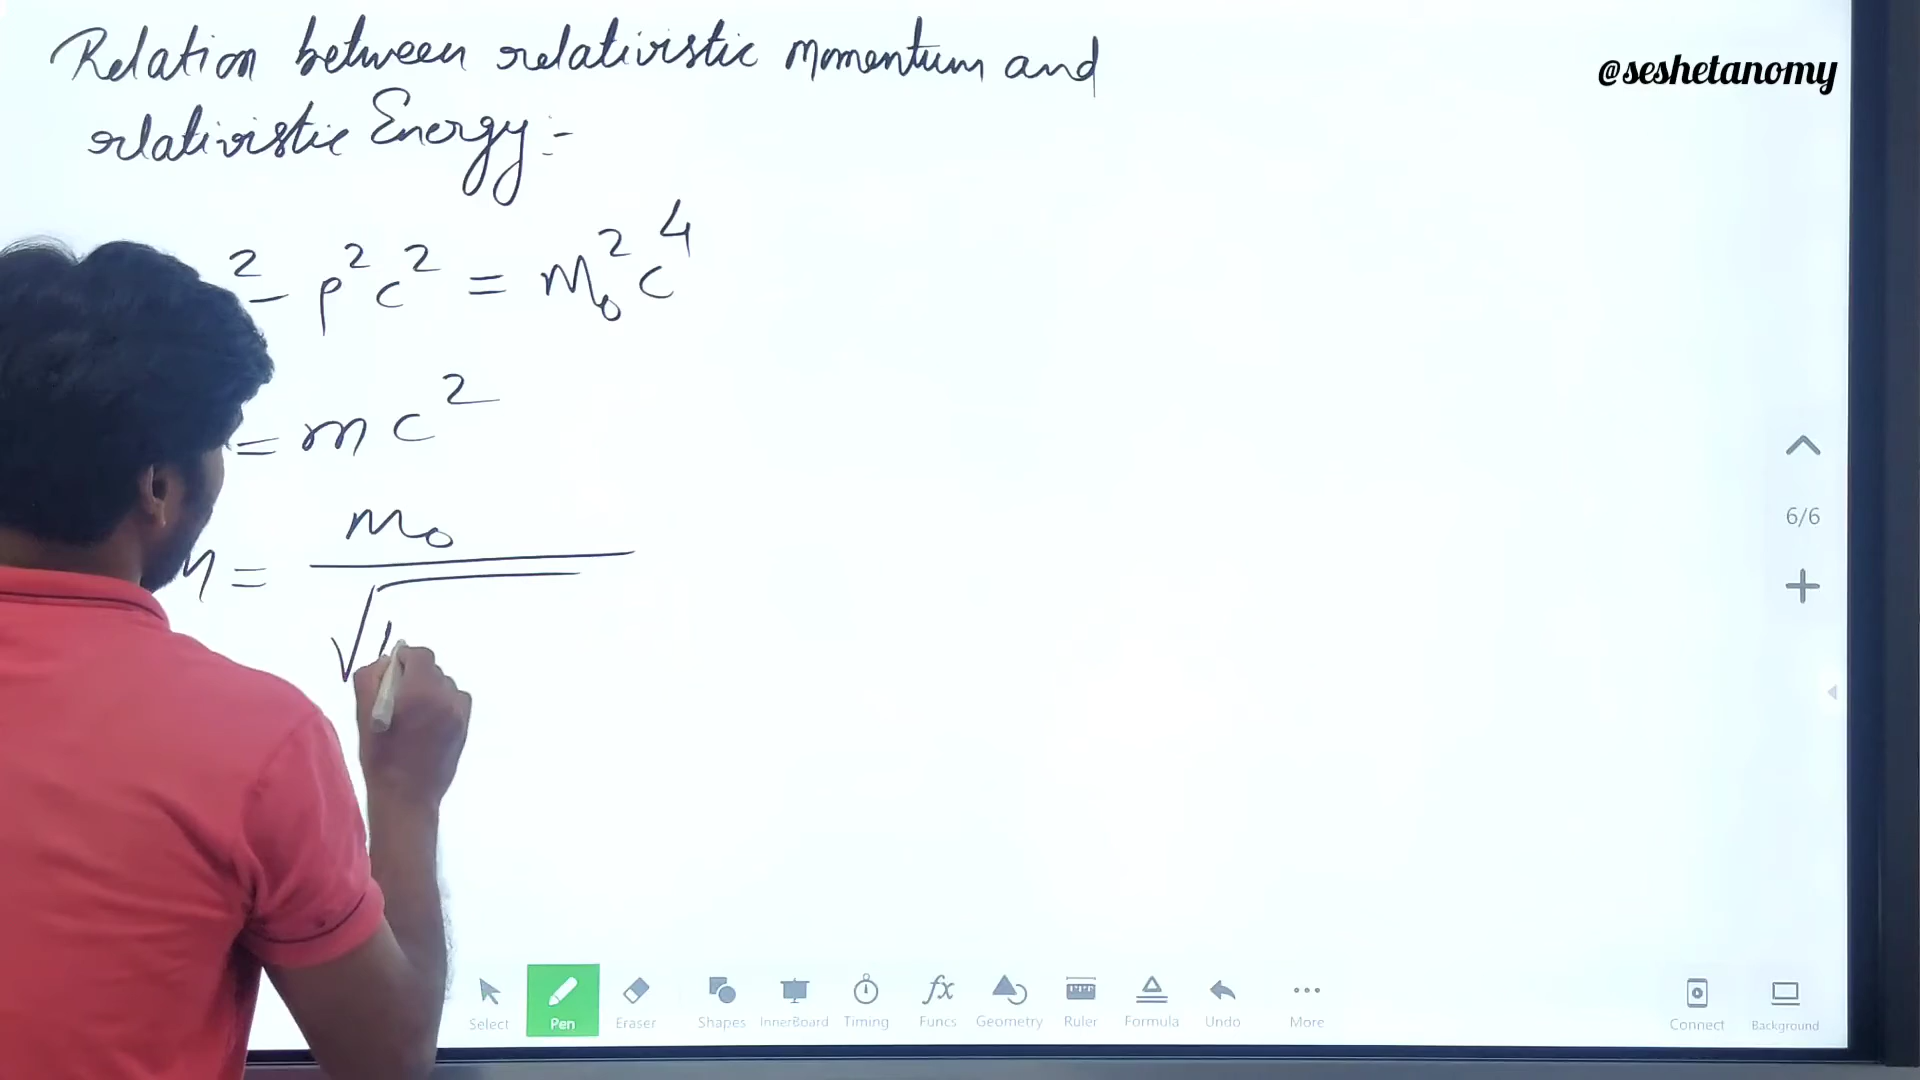 Relation between relativistic momentum and
@seshetanomy
relativistic Energy :-
² - p²c² = m₀²c⁴
= mc²
m = m₀ / √1
6/6
Select
Pen
Eraser
Shapes
InnerBoard
Timing
Funcs
Geometry
Ruler
Formula
Undo
More
Connect
Background